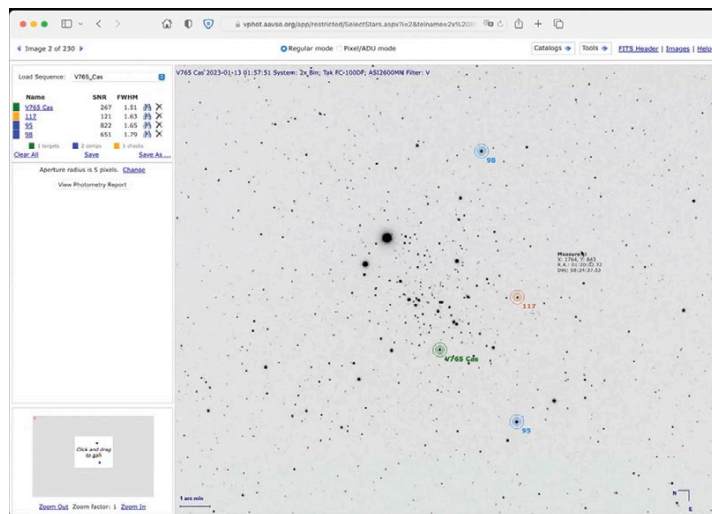 vphot.aavso.org/app/restricted/SelectStars.aspx?i=2&telname=2x%20Bi
Image 2 of 230
Regular mode Pixel/ADU mode
Catalogs Tools FITS Header | Images | Help
Load Sequence: V765_Cas
Name SNR FWHM
V765 Cas 267 1.51
117 121 1.63
95 822 1.65
98 651 1.79
1 targets 2 comps 1 checks
Clear All Save Save As ...
Aperture radius is 5 pixels. Change
View Photometry Report
V765 Cas 2023-01-13 01:57:51 System: 2x Bin; Tak FC-100DF; ASI2600MM Filter: V
98
117
V765 Cas
95
1 arc min
N
E
Click and drag
to pan
Zoom Out Zoom factor: 1 Zoom In